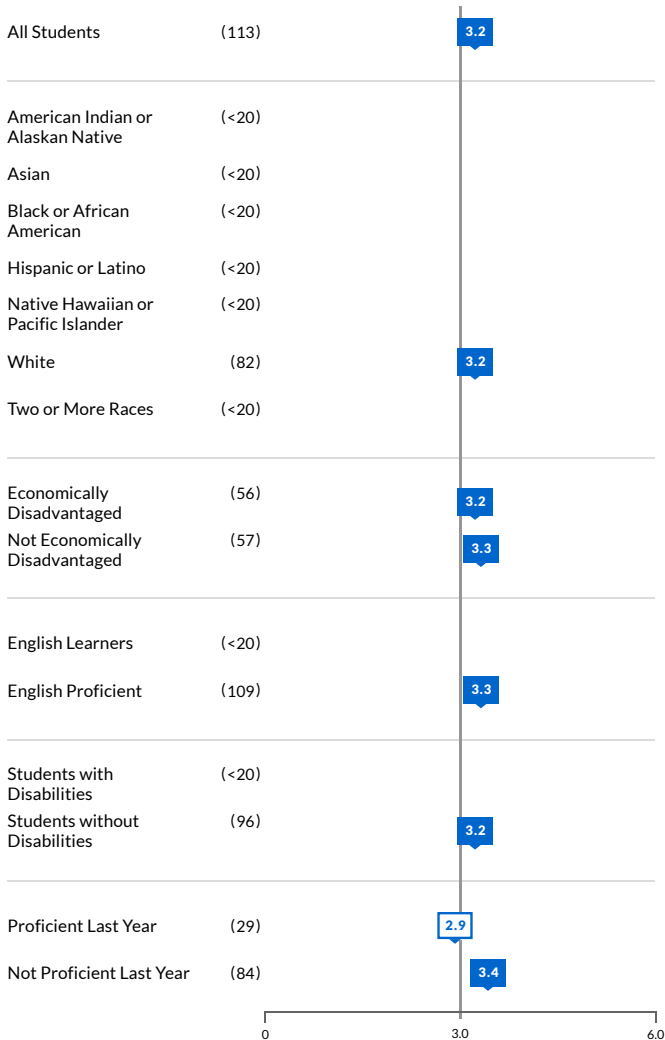 All Students (113) 3.2
American Indian or (<20)
Alaskan Native
Asian (<20)
Black or African (<20)
American
Hispanic or Latino (<20)
Native Hawaiian or (<20)
Pacific Islander
White (82) 3.2
Two or More Races (<20)
Economically (56) 3.2
Disadvantaged
Not Economically (57) 3.3
Disadvantaged
English Learners (<20)
English Proficient (109) 3.3
Students with (<20)
Disabilities
Students without (96) 3.2
Disabilities
Proficient Last Year (29) 2.9
Not Proficient Last Year (84) 3.4
0 3.0 6.0